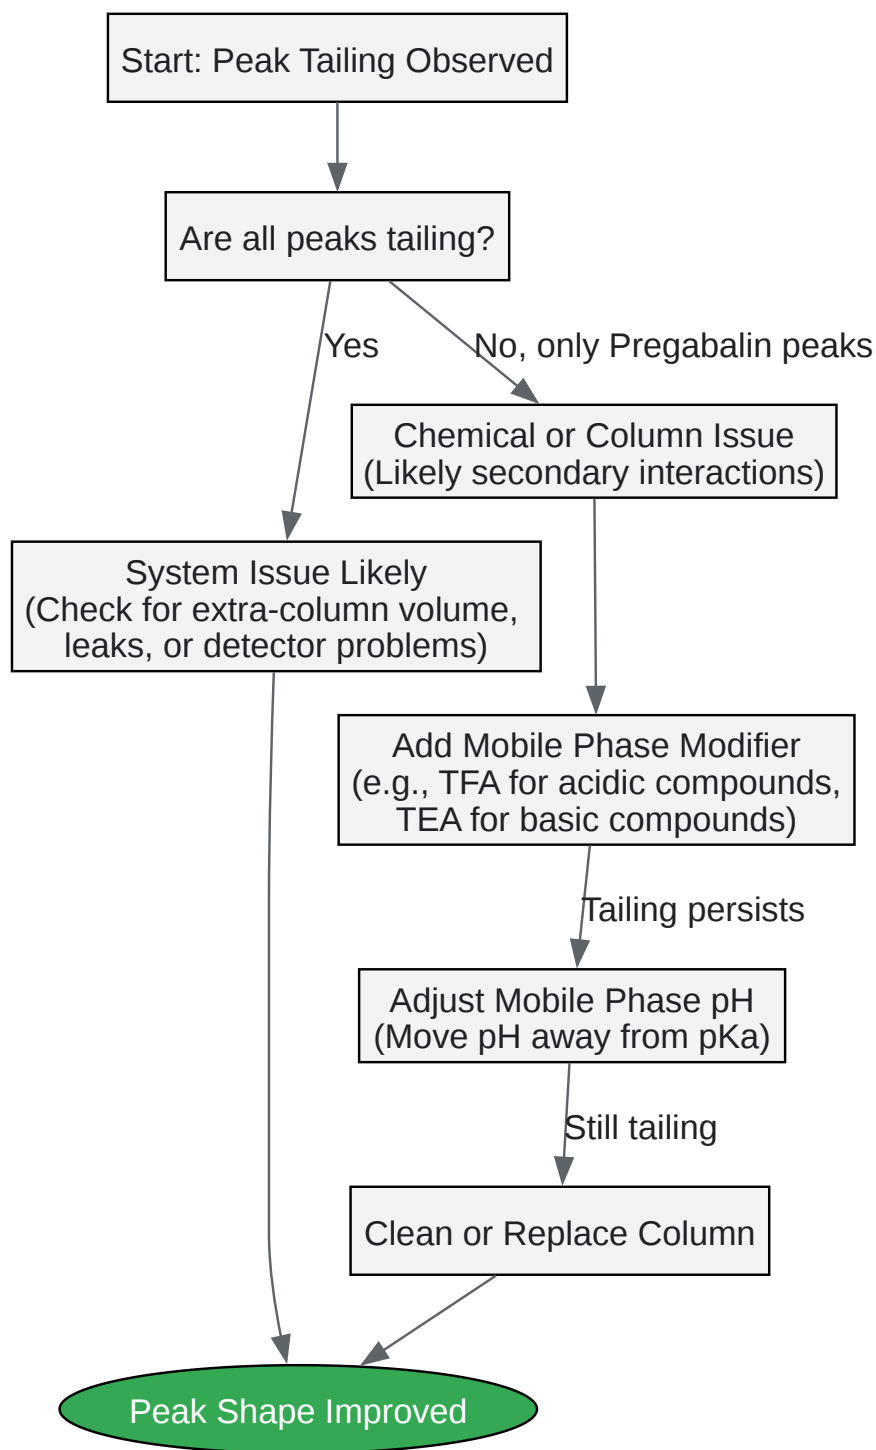 Start: Peak Tailing Observed
Are all peaks tailing?
Yes
No, only Pregabalin peaks
Chemical or Column Issue
(Likely secondary interactions)
System Issue Likely
(Check for extra-column volume,
leaks, or detector problems)
Add Mobile Phase Modifier
(e.g., TFA for acidic compounds,
TEA for basic compounds)
Tailing persists
Adjust Mobile Phase pH
(Move pH away from pKa)
Still tailing
Clean or Replace Column
Peak Shape Improved